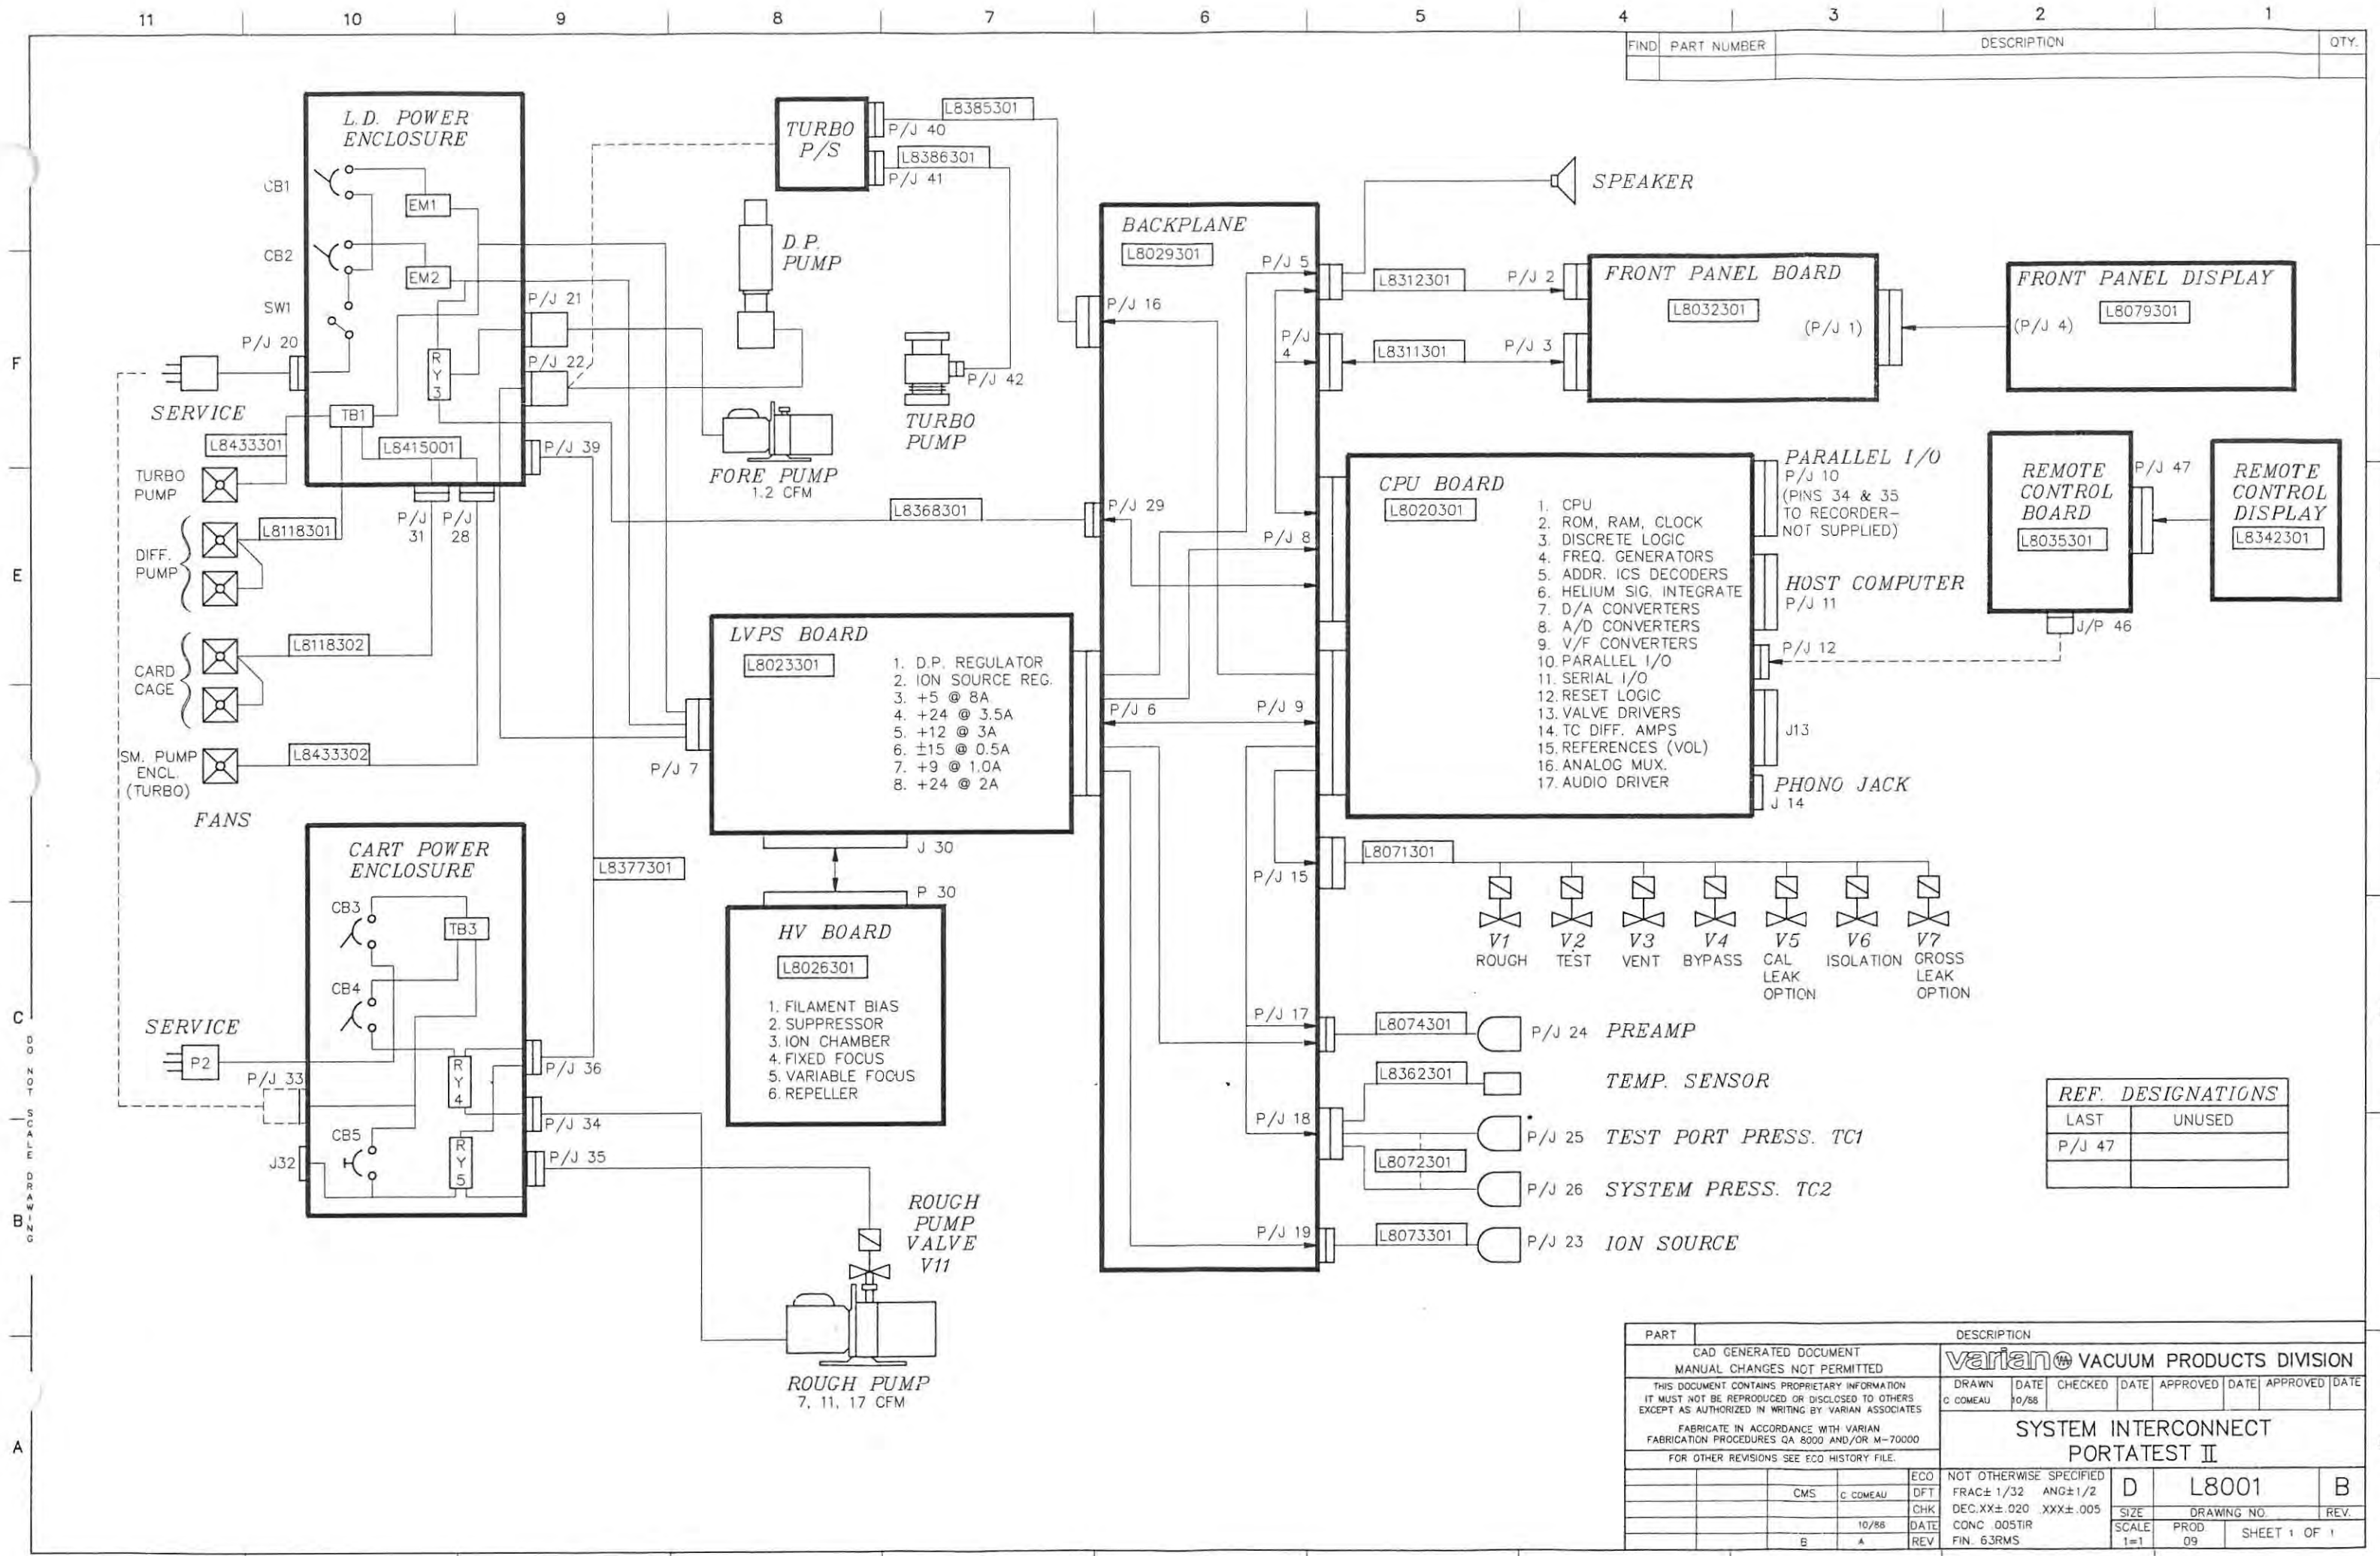 11 10 9 8 7 6 5 4 3 2 1
FIND PART NUMBER DESCRIPTION QTY.
L.D. POWER
ENCLOSURE
CB1
EM1
CB2
EM2
SW1
P/J 20
P/J 21
P/J 22
RY3
SERVICE
TB1
L8433301
L8415001
P/J 39
TURBO
PUMP
P/J
31
P/J
28
L8118301
DIFF.
PUMP
L8118302
CARD
CAGE
L8433302
SM. PUMP
ENCL.
(TURBO)
FANS
TURBO
P/S
P/J 40
L8385301
L8386301
P/J 41
D.P.
PUMP
P/J 42
TURBO
PUMP
FORE PUMP
1.2 CFM
L8368301
LVPS BOARD
L8023301
1. D.P. REGULATOR
2. ION SOURCE REG.
3. +5 @ 8A
4. +24 @ 3.5A
5. +12 @ 3A
6. ±15 @ 0.5A
7. +9 @ 1.0A
8. +24 @ 2A
P/J 7
J 30
P 30
L8377301
HV BOARD
L8026301
1. FILAMENT BIAS
2. SUPPRESSOR
3. ION CHAMBER
4. FIXED FOCUS
5. VARIABLE FOCUS
6. REPELLER
CART POWER
ENCLOSURE
CB3
TB3
CB4
SERVICE
P2
P/J 33
RY4
P/J 36
P/J 34
CB5
J32
RY5
P/J 35
ROUGH
PUMP
VALVE
V11
ROUGH PUMP
7, 11, 17 CFM
BACKPLANE
L8029301
P/J 5
P/J 16
P/J
4
P/J 29
P/J 8
P/J 6
P/J 9
P/J 15
P/J 17
P/J 18
P/J 19
SPEAKER
L8312301
P/J 2
L8311301
P/J 3
FRONT PANEL BOARD
L8032301
(P/J 1)
FRONT PANEL DISPLAY
L8079301
(P/J 4)
CPU BOARD
L8020301
1. CPU
2. ROM, RAM, CLOCK
3. DISCRETE LOGIC
4. FREQ. GENERATORS
5. ADDR. ICS DECODERS
6. HELIUM SIG. INTEGRATE
7. D/A CONVERTERS
8. A/D CONVERTERS
9. V/F CONVERTERS
10. PARALLEL I/O
11. SERIAL I/O
12. RESET LOGIC
13. VALVE DRIVERS
14. TC DIFF. AMPS
15. REFERENCES (VOL)
16. ANALOG MUX.
17. AUDIO DRIVER
PARALLEL I/O
P/J 10
(PINS 34 & 35
TO RECORDER-
NOT SUPPLIED)
HOST COMPUTER
P/J 11
P/J 12
J13
PHONO JACK
J 14
REMOTE
CONTROL
BOARD
L8035301
P/J 47
J/P 46
REMOTE
CONTROL
DISPLAY
L8342301
L8071301
V1
ROUGH
V2
TEST
V3
VENT
V4
BYPASS
V5
CAL
LEAK
OPTION
V6
ISOLATION
V7
GROSS
LEAK
OPTION
L8074301
P/J 24 PREAMP
L8362301
TEMP. SENSOR
P/J 25 TEST PORT PRESS. TC1
L8072301
P/J 26 SYSTEM PRESS. TC2
L8073301
P/J 23 ION SOURCE
REF. DESIGNATIONS
LAST UNUSED
P/J 47
F
E
C
B
A
DO NOT SCALE DRAWING
PART DESCRIPTION
CAD GENERATED DOCUMENT
MANUAL CHANGES NOT PERMITTED
THIS DOCUMENT CONTAINS PROPRIETARY INFORMATION
IT MUST NOT BE REPRODUCED OR DISCLOSED TO OTHERS
EXCEPT AS AUTHORIZED IN WRITING BY VARIAN ASSOCIATES
FABRICATE IN ACCORDANCE WITH VARIAN
FABRICATION PROCEDURES QA 8000 AND/OR M-70000
FOR OTHER REVISIONS SEE ECO HISTORY FILE.
ECO
CMS C COMEAU DFT
CHK
10/86 DATE
B A REV
varian VACUUM PRODUCTS DIVISION
DRAWN DATE CHECKED DATE APPROVED DATE APPROVED DATE
C COMEAU 10/86
SYSTEM INTERCONNECT
PORTATEST II
NOT OTHERWISE SPECIFIED
FRAC± 1/32 ANG±1/2
DEC.XX±.020 .XXX±.005
CONC .005TIR
FIN. 63RMS
D L8001 B
SIZE DRAWING NO. REV.
SCALE PROD SHEET 1 OF 1
1=1 09